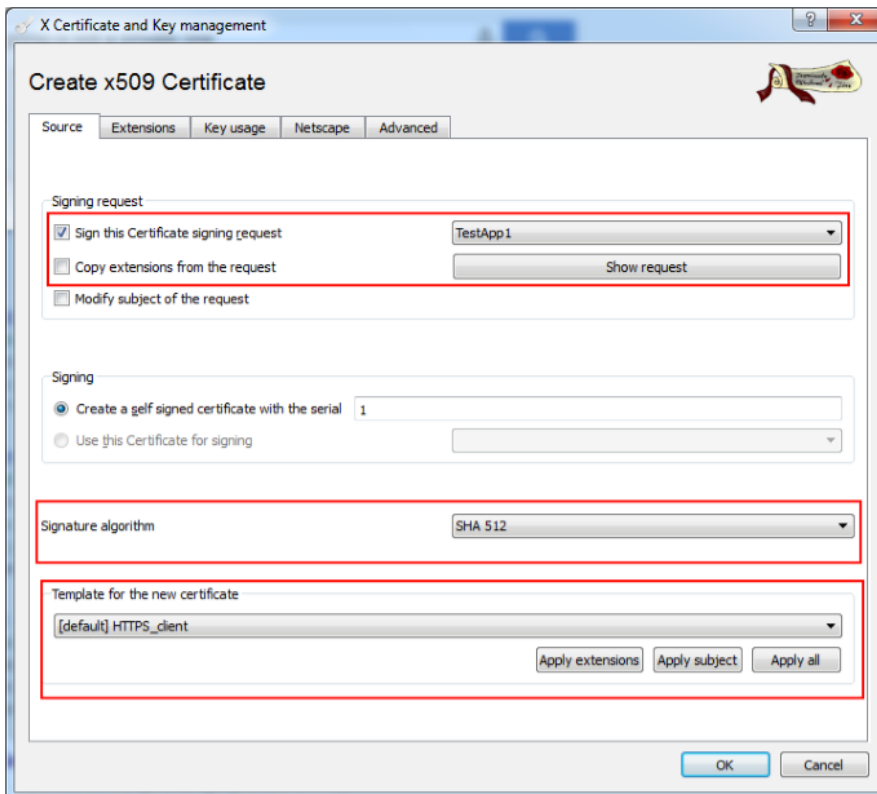 X Certificate and Key management
Create x509 Certificate
Source Extensions Key usage Netscape Advanced
Signing request
Sign this Certificate signing request TestApp1
Copy extensions from the request Show request
Modify subject of the request
Signing
Create a self signed certificate with the serial 1
Use this Certificate for signing
Signature algorithm SHA 512
Template for the new certificate
[default] HTTPS_client
Apply extensions Apply subject Apply all
OK Cancel